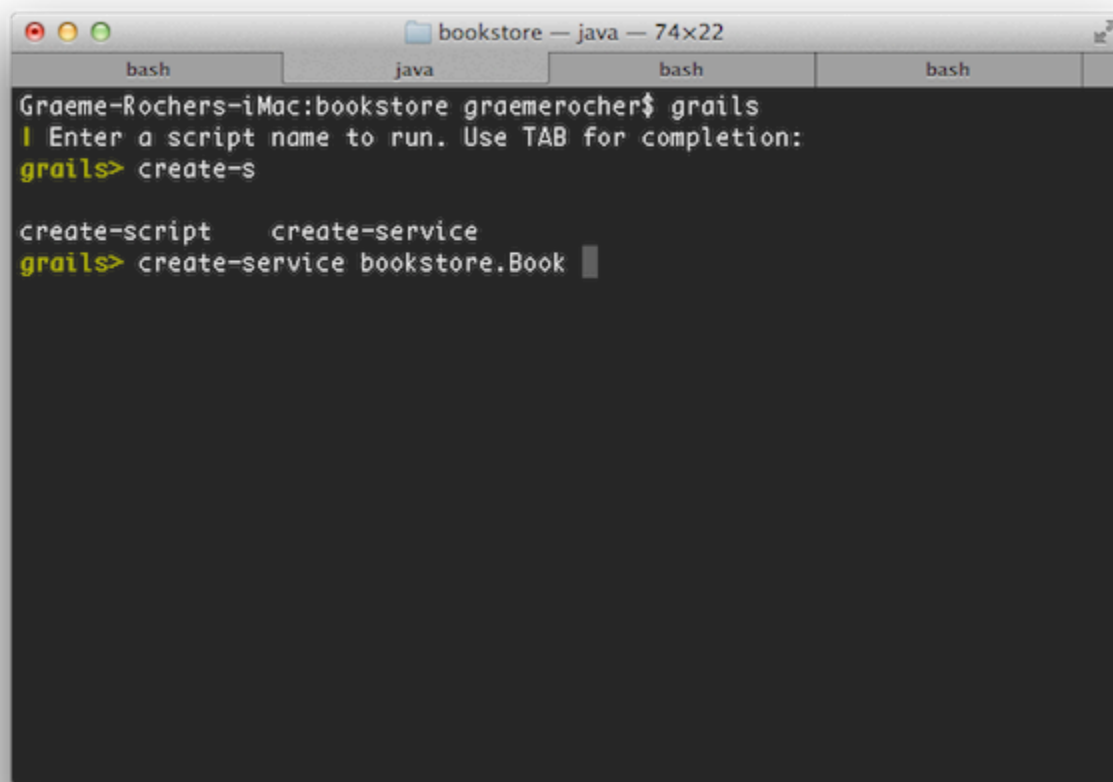 bookstore — java — 74×22
bash java bash bash
Graeme-Rochers-iMac:bookstore graemerocher$ grails
| Enter a script name to run. Use TAB for completion:
grails> create-s
create-script    create-service
grails> create-service bookstore.Book